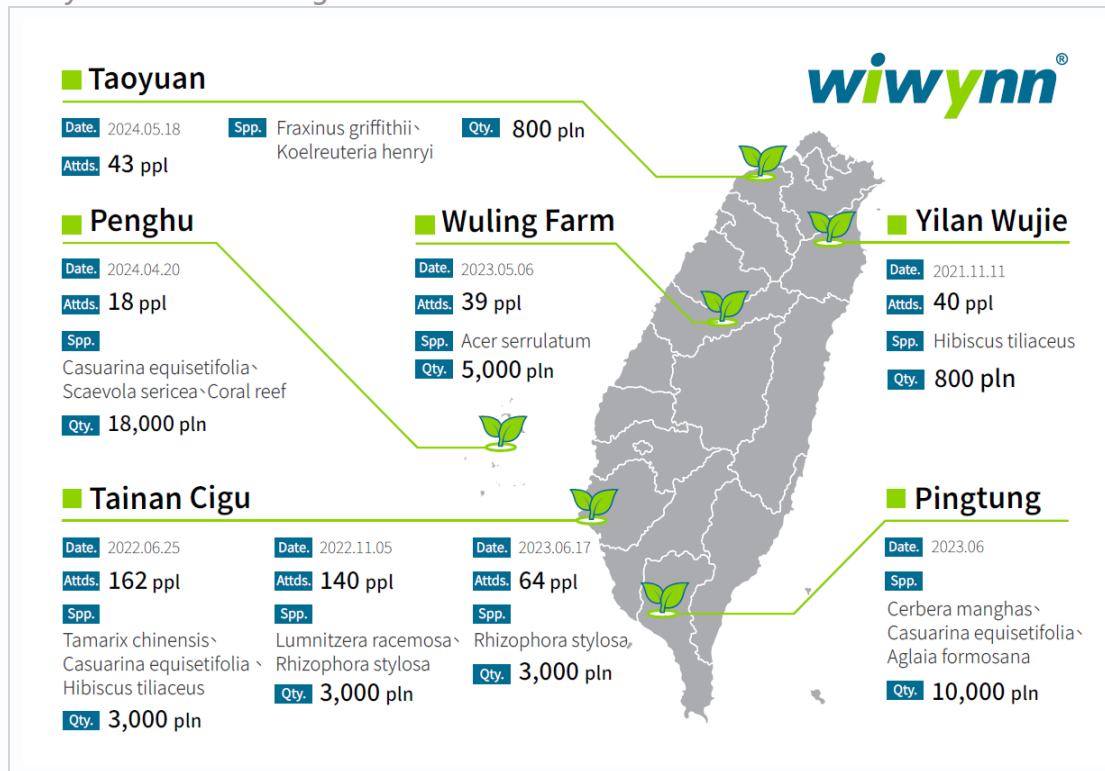 wiwynn®
Taoyuan
Date. 2024.05.18
Attds. 43 ppl
Spp. Fraxinus griffithii、
Koelreuteria henryi
Qty. 800 pln
Penghu
Date. 2024.04.20
Attds. 18 ppl
Spp.
Casuarina equisetifolia、
Scaevola sericea、Coral reef
Qty. 18,000 pln
Wuling Farm
Date. 2023.05.06
Attds. 39 ppl
Spp. Acer serrulatum
Qty. 5,000 pln
Yilan Wujie
Date. 2021.11.11
Attds. 40 ppl
Spp. Hibiscus tiliaceus
Qty. 800 pln
Tainan Cigu
Date. 2022.06.25
Attds. 162 ppl
Spp.
Tamarix chinensis、
Casuarina equisetifolia、
Hibiscus tiliaceus
Qty. 3,000 pln
Date. 2022.11.05
Attds. 140 ppl
Spp.
Lumnitzera racemosa、
Rhizophora stylosa
Qty. 3,000 pln
Date. 2023.06.17
Attds. 64 ppl
Spp.
Rhizophora stylosa
Qty. 3,000 pln
Pingtung
Date. 2023.06
Spp.
Cerbera manghas、
Casuarina equisetifolia、
Aglaia formosana
Qty. 10,000 pln